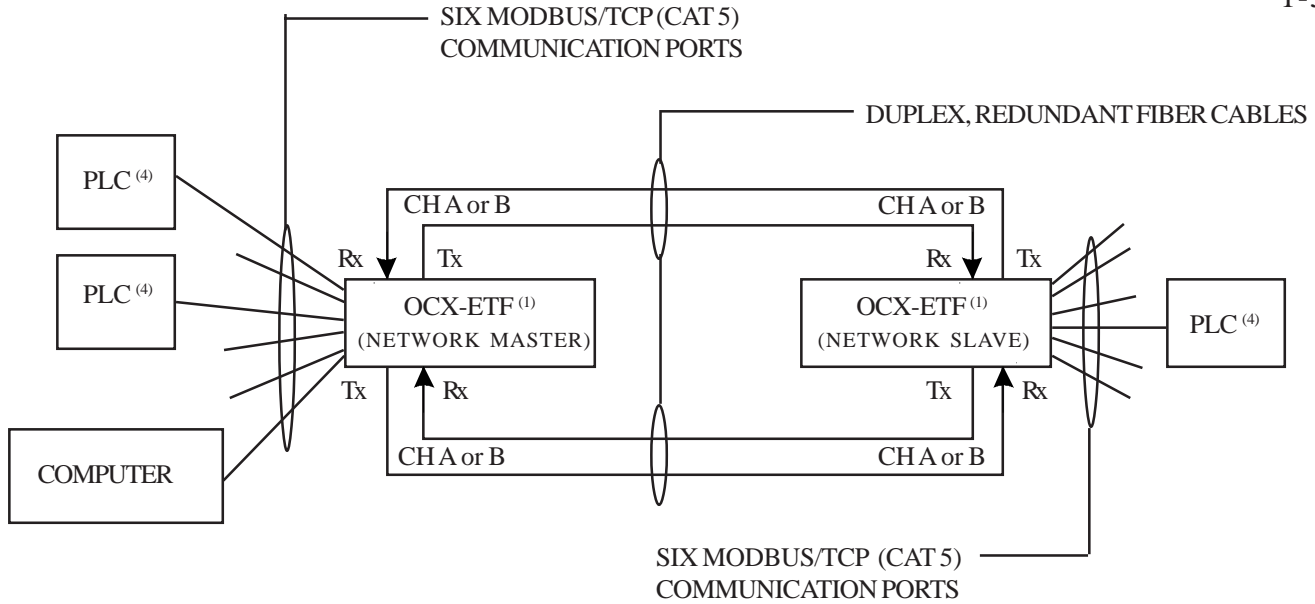 SIX MODBUS/TCP (CAT 5)
COMMUNICATION PORTS
DUPLEX, REDUNDANT FIBER CABLES
PLC (4)
CH A or B
CH A or B
Rx
Tx
Rx
Tx
PLC (4)
OCX-ETF (1)
(NETWORK MASTER)
OCX-ETF (1)
(NETWORK SLAVE)
PLC (4)
Tx
Rx
Tx
Rx
CH A or B
CH A or B
COMPUTER
SIX MODBUS/TCP (CAT 5)
COMMUNICATION PORTS